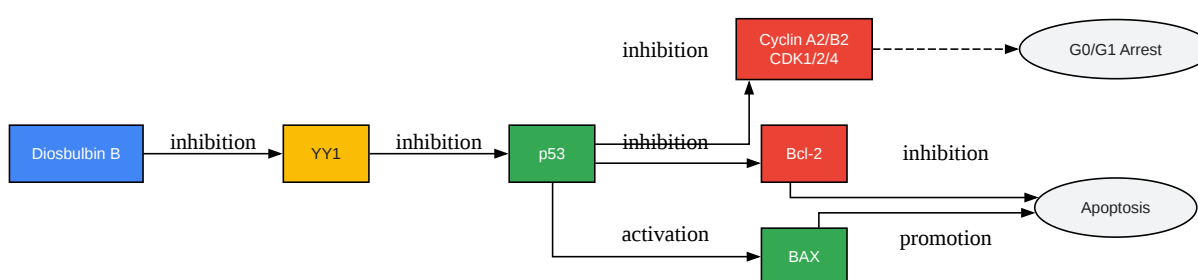 inhibition
Cyclin A2/B2
CDK1/2/4
G0/G1 Arrest
Diosbulbin B
inhibition
YY1
inhibition
p53
inhibition
Bcl-2
inhibition
Apoptosis
activation
BAX
promotion